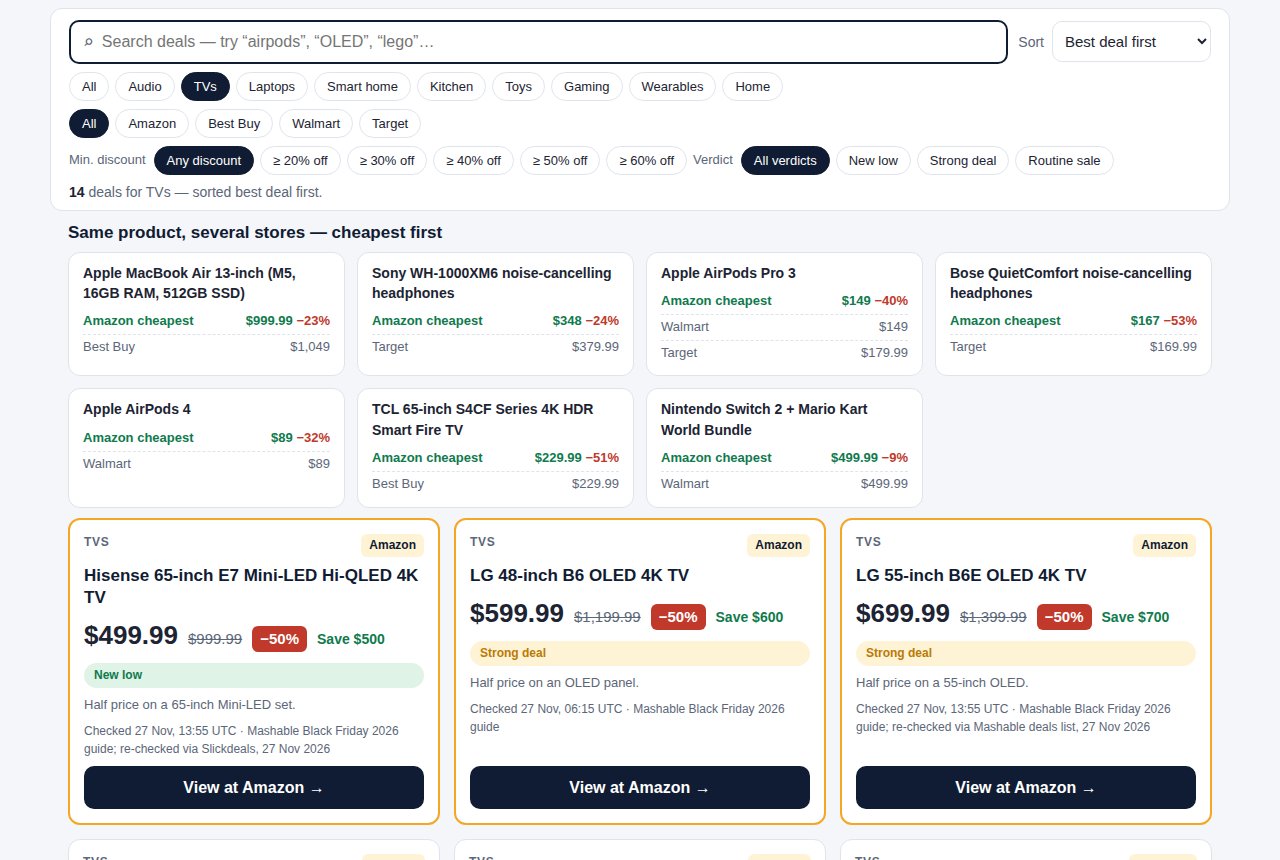 Search deals — try “airpods”, “OLED”, “lego”…
Sort
Best deal first
All Audio TVs Laptops Smart home Kitchen Toys Gaming Wearables Home
All Amazon Best Buy Walmart Target
Min. discount Any discount ≥ 20% off ≥ 30% off ≥ 40% off ≥ 50% off ≥ 60% off Verdict All verdicts New low Strong deal Routine sale
14 deals for TVs — sorted best deal first.
Same product, several stores — cheapest first
Apple MacBook Air 13-inch (M5,
16GB RAM, 512GB SSD)
Amazon cheapest $999.99 −23%
Best Buy $1,049
Sony WH-1000XM6 noise-cancelling
headphones
Amazon cheapest $348 −24%
Target $379.99
Apple AirPods Pro 3
Amazon cheapest $149 −40%
Walmart $149
Target $179.99
Bose QuietComfort noise-cancelling
headphones
Amazon cheapest $167 −53%
Target $169.99
Apple AirPods 4
Amazon cheapest $89 −32%
Walmart $89
TCL 65-inch S4CF Series 4K HDR
Smart Fire TV
Amazon cheapest $229.99 −51%
Best Buy $229.99
Nintendo Switch 2 + Mario Kart
World Bundle
Amazon cheapest $499.99 −9%
Walmart $499.99
TVS Amazon
Hisense 65-inch E7 Mini-LED Hi-QLED 4K
TV
$499.99 $999.99 −50% Save $500
New low
Half price on a 65-inch Mini-LED set.
Checked 27 Nov, 13:55 UTC · Mashable Black Friday 2026
guide; re-checked via Slickdeals, 27 Nov 2026
View at Amazon →
TVS Amazon
LG 48-inch B6 OLED 4K TV
$599.99 $1,199.99 −50% Save $600
Strong deal
Half price on an OLED panel.
Checked 27 Nov, 06:15 UTC · Mashable Black Friday 2026
guide
View at Amazon →
TVS Amazon
LG 55-inch B6E OLED 4K TV
$699.99 $1,399.99 −50% Save $700
Strong deal
Half price on a 55-inch OLED.
Checked 27 Nov, 13:55 UTC · Mashable Black Friday 2026
guide; re-checked via Mashable deals list, 27 Nov 2026
View at Amazon →